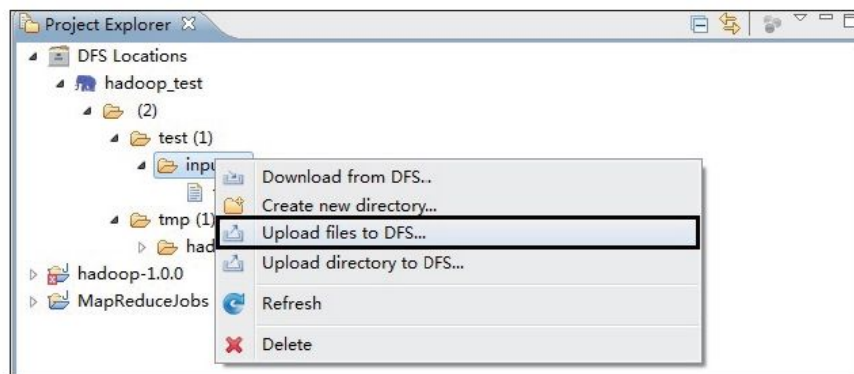 Project Explorer
DFS Locations
hadoop_test
(2)
test (1)
inpu
Download from DFS..
Create new directory...
tmp (1)
Upload files to DFS...
had
Upload directory to DFS...
hadoop-1.0.0
MapReduceJobs
Refresh
Delete